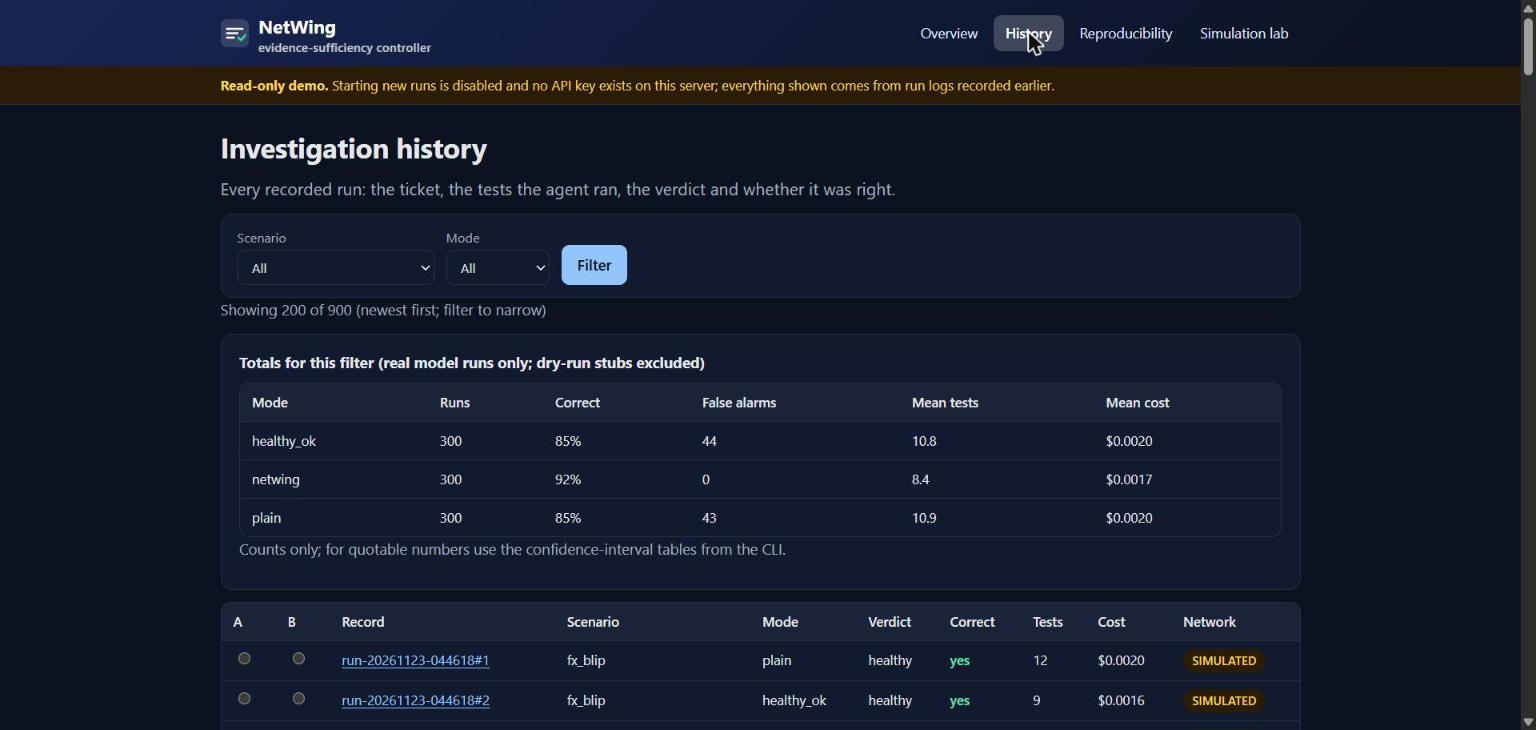 NetWing
evidence-sufficiency controller
Overview History Reproducibility Simulation lab
Read-only demo. Starting new runs is disabled and no API key exists on this server; everything shown comes from run logs recorded earlier.
Investigation history
Every recorded run: the ticket, the tests the agent ran, the verdict and whether it was right.
Scenario Mode
All All Filter
Showing 200 of 900 (newest first; filter to narrow)
Totals for this filter (real model runs only; dry-run stubs excluded)
Mode Runs Correct False alarms Mean tests Mean cost
healthy_ok 300 85% 44 10.8 $0.0020
netwing 300 92% 0 8.4 $0.0017
plain 300 85% 43 10.9 $0.0020
Counts only; for quotable numbers use the confidence-interval tables from the CLI.
A B Record Scenario Mode Verdict Correct Tests Cost Network
run-20261123-044618#1 fx_blip plain healthy yes 12 $0.0020 SIMULATED
run-20261123-044618#2 fx_blip healthy_ok healthy yes 9 $0.0016 SIMULATED